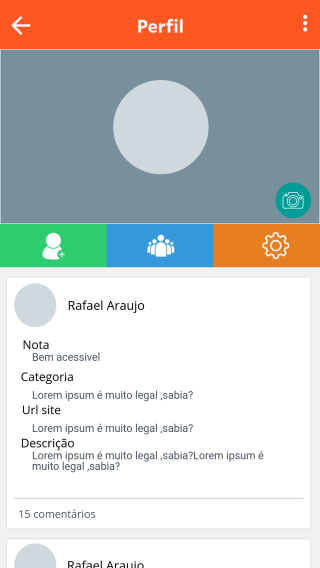 Perfil
Rafael Araujo
Nota
Bem acessivel
Categoria
Lorem ipsum é muito legal ,sabia?
Url site
Lorem ipsum é muito legal ,sabia?
Descrição
Lorem ipsum é muito legal ,sabia?Lorem ipsum é
muito legal ,sabia?
15 comentários
Rafael Araujo